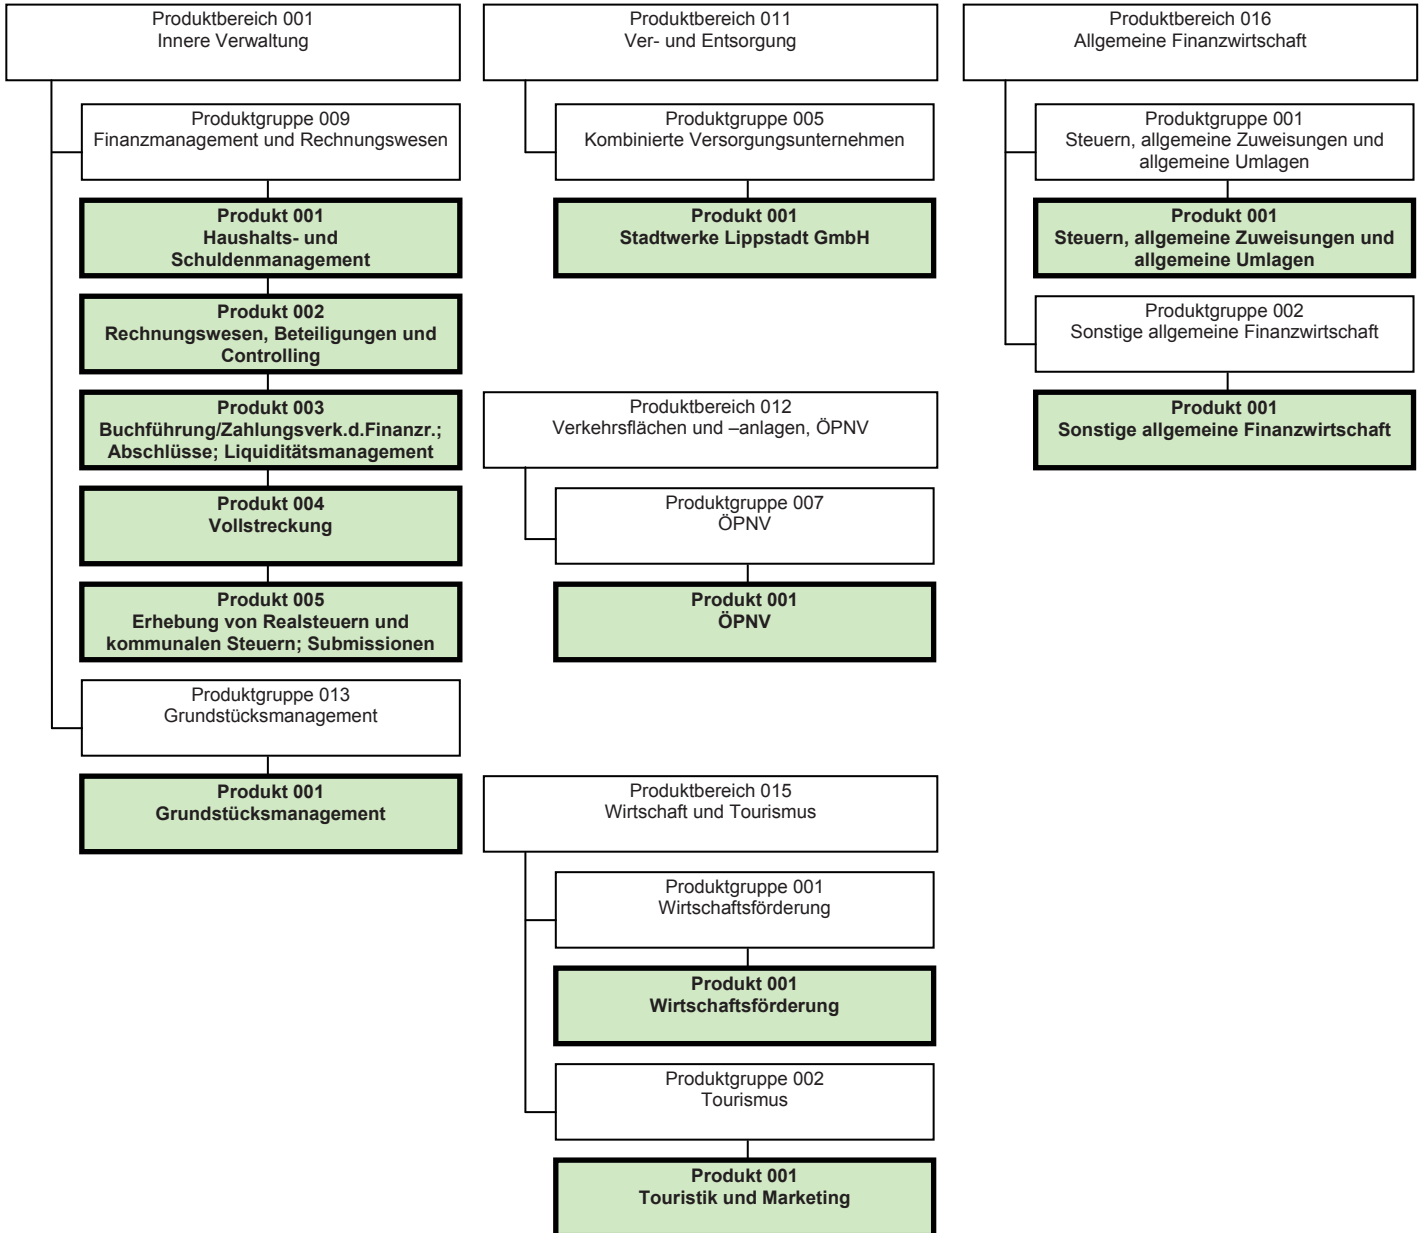 Produktbereich 001
Innere Verwaltung
Produktgruppe 009
Finanzmanagement und Rechnungswesen
Produkt 001
Haushalts- und
Schuldenmanagement
Produkt 002
Rechnungswesen, Beteiligungen und
Controlling
Produkt 003
Buchführung/Zahlungsverk.d.Finanzr.;
Abschlüsse; Liquiditätsmanagement
Produkt 004
Vollstreckung
Produkt 005
Erhebung von Realsteuern und
kommunalen Steuern; Submissionen
Produktgruppe 013
Grundstücksmanagement
Produkt 001
Grundstücksmanagement
Produktbereich 011
Ver- und Entsorgung
Produktgruppe 005
Kombinierte Versorgungsunternehmen
Produkt 001
Stadtwerke Lippstadt GmbH
Produktbereich 012
Verkehrsflächen und –anlagen, ÖPNV
Produktgruppe 007
ÖPNV
Produkt 001
ÖPNV
Produktbereich 015
Wirtschaft und Tourismus
Produktgruppe 001
Wirtschaftsförderung
Produkt 001
Wirtschaftsförderung
Produktgruppe 002
Tourismus
Produkt 001
Touristik und Marketing
Produktbereich 016
Allgemeine Finanzwirtschaft
Produktgruppe 001
Steuern, allgemeine Zuweisungen und
allgemeine Umlagen
Produkt 001
Steuern, allgemeine Zuweisungen und
allgemeine Umlagen
Produktgruppe 002
Sonstige allgemeine Finanzwirtschaft
Produkt 001
Sonstige allgemeine Finanzwirtschaft